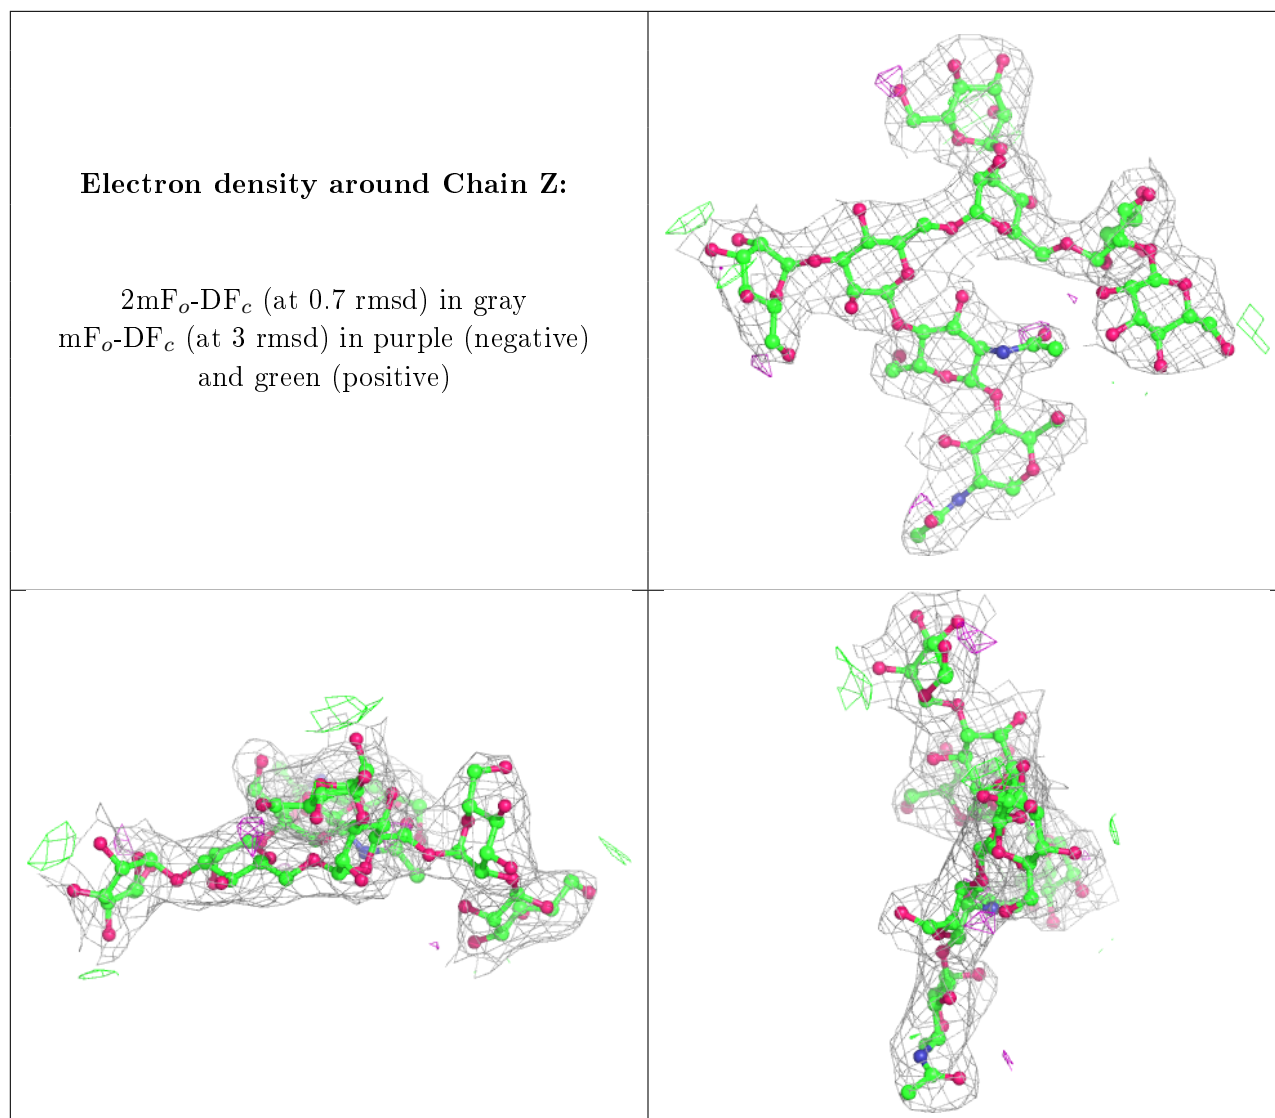 Electron density around Chain Z:
2mFₒ-DF𝒸 (at 0.7 rmsd) in gray
mFₒ-DF𝒸 (at 3 rmsd) in purple (negative)
and green (positive)